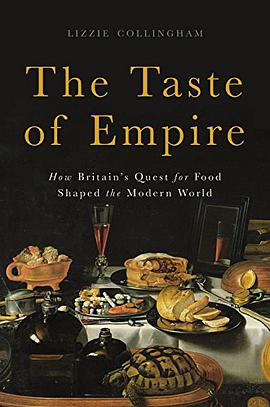 LIZZIE COLLINGHAM
The Taste
of Empire
How Britain's Quest for Food
Shaped the Modern World